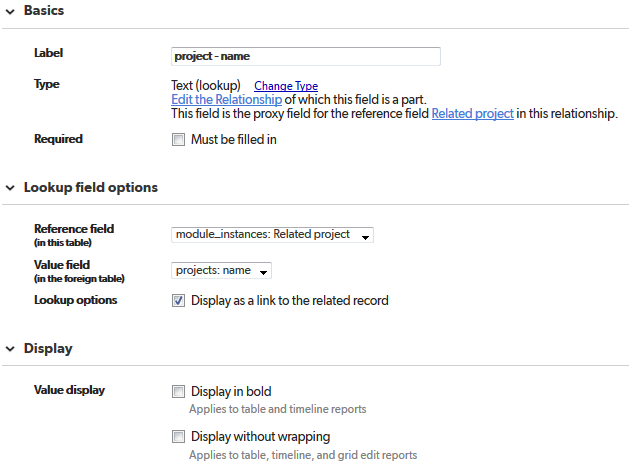 Basics
Label project - name
Type Text (lookup) Change Type
Edit the Relationship of which this field is a part.
This field is the proxy field for the reference field Related project in this relationship.
Required Must be filled in
Lookup field options
Reference field module_instances: Related project
(in this table)
Value field projects: name
(in the foreign table)
Lookup options Display as a link to the related record
Display
Value display Display in bold
Applies to table and timeline reports
Display without wrapping
Applies to table, timeline, and grid edit reports